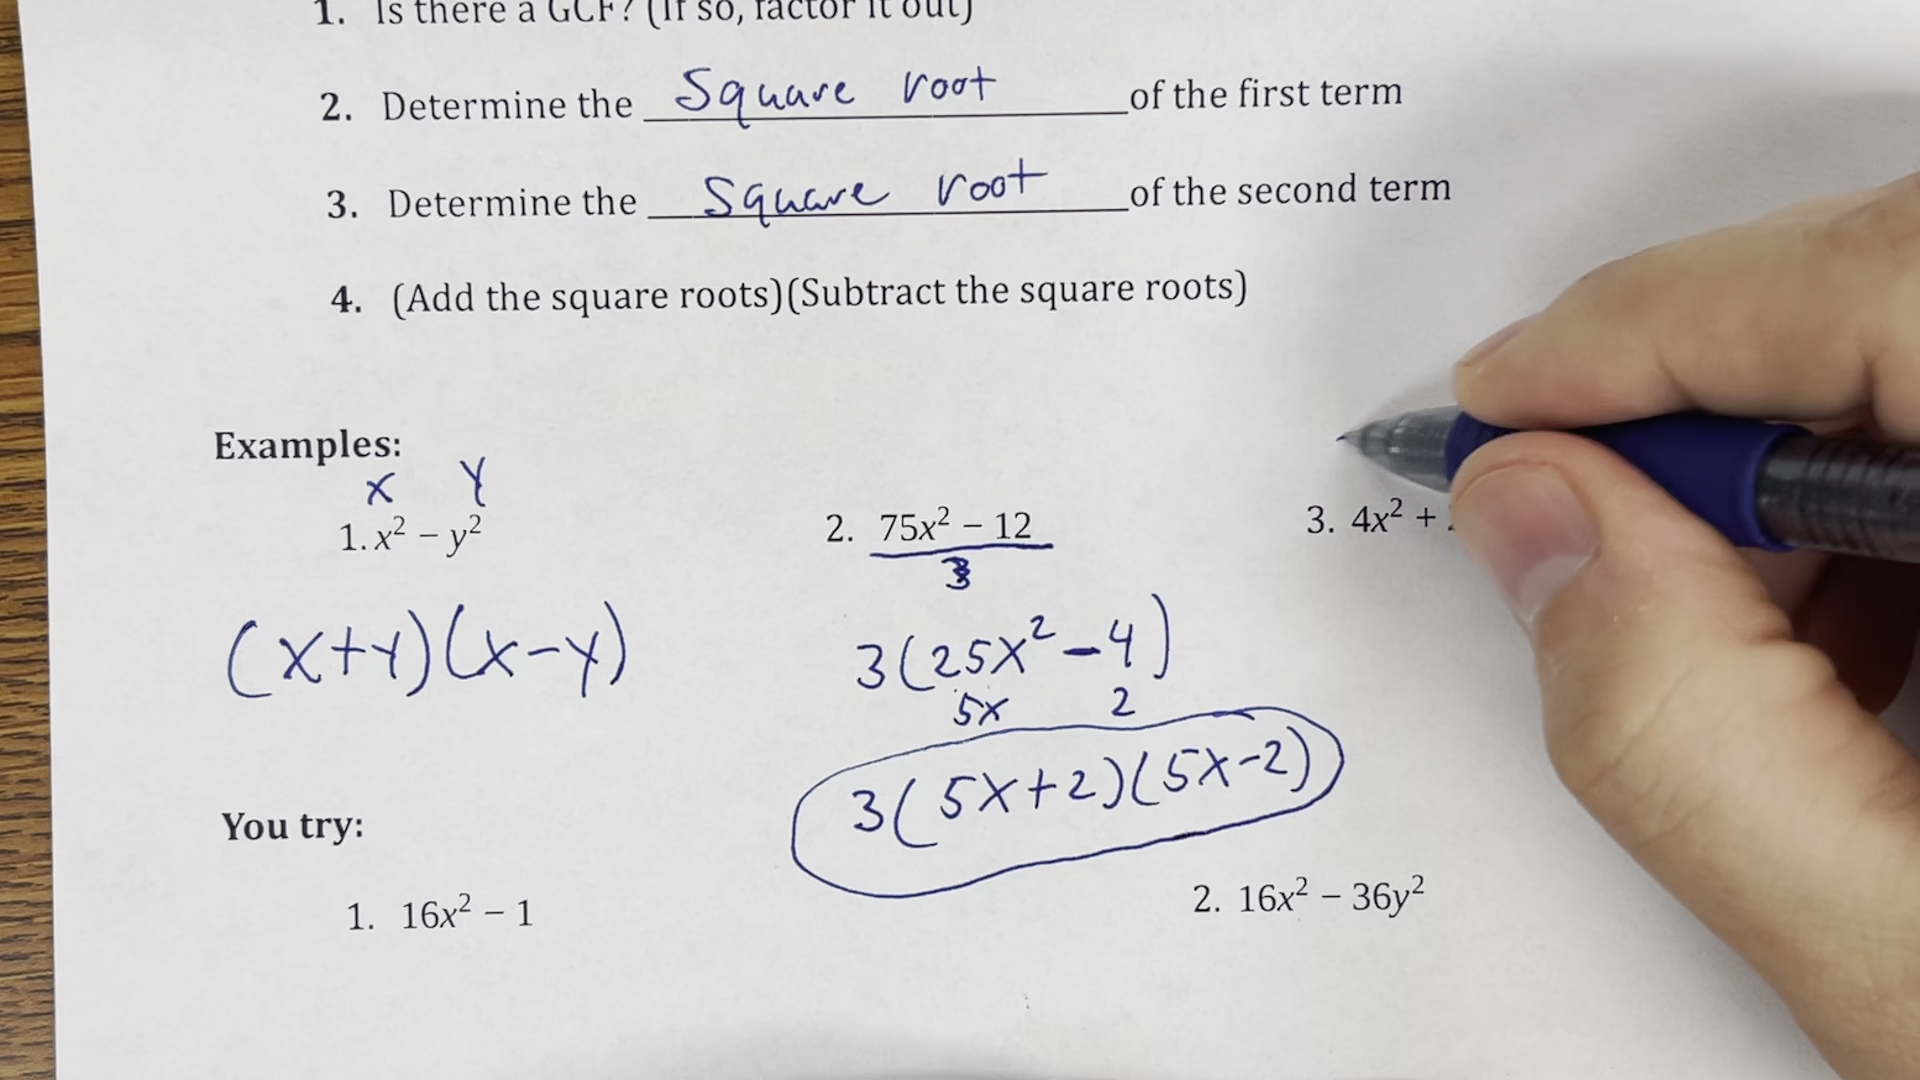 1. Is there a GCF? (If so, factor it out)
2. Determine the Square root of the first term
3. Determine the Square root of the second term
4. (Add the square roots)(Subtract the square roots)
Examples:
x y
1. x² − y²
2. 75x² − 12
3. 4x² +
3
(x+y)(x-y)
3(25x² - 4)
5x 2
3(5x+2)(5x-2)
You try:
1. 16x² − 1
2. 16x² − 36y²